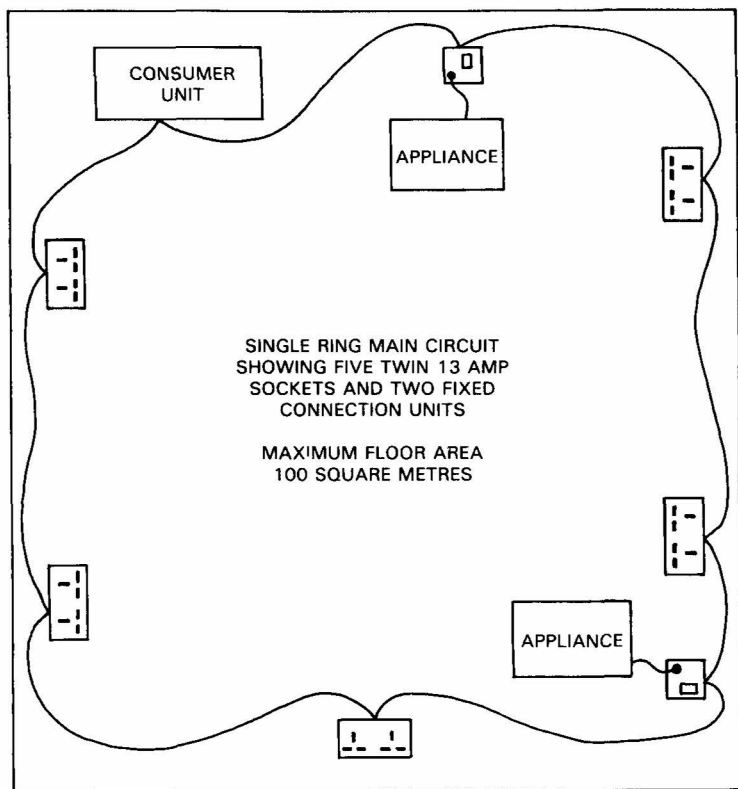 CONSUMER
UNIT
APPLIANCE
SINGLE RING MAIN CIRCUIT
SHOWING FIVE TWIN 13 AMP
SOCKETS AND TWO FIXED
CONNECTION UNITS
MAXIMUM FLOOR AREA
100 SQUARE METRES
APPLIANCE